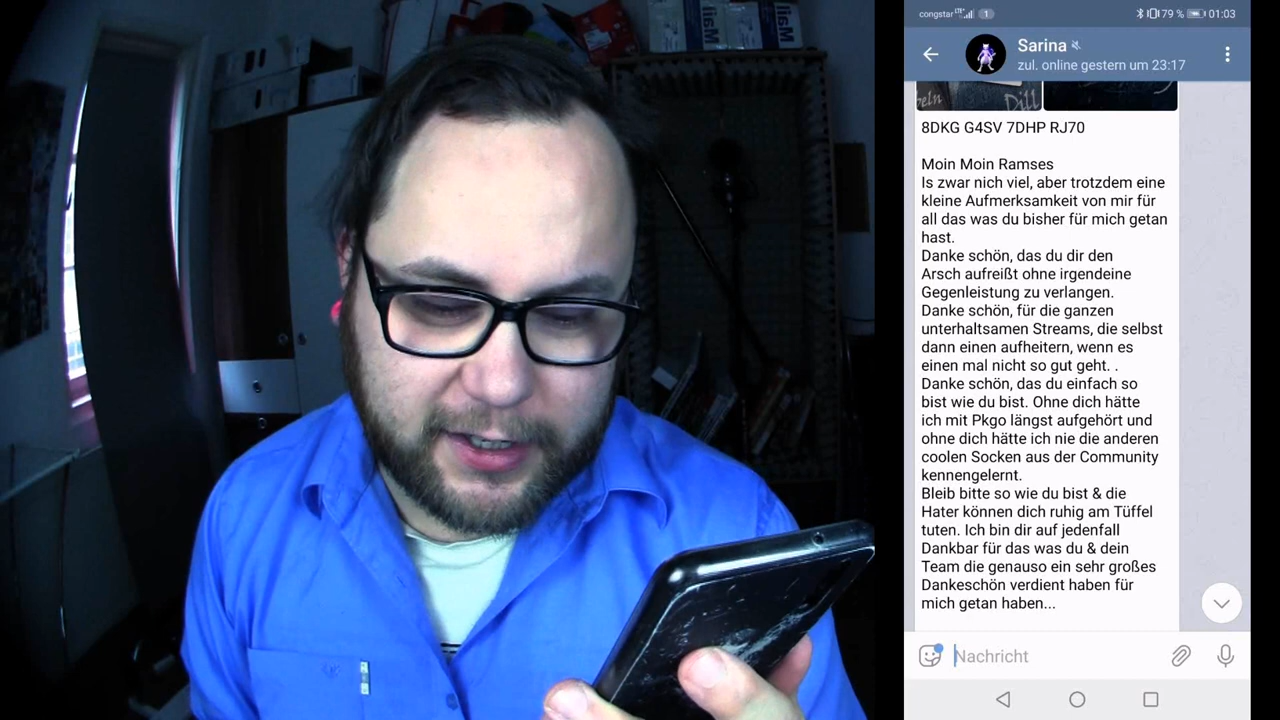 Mail
Mail
congstar LTE 1 79 % 01:03
Sarina
zul. online gestern um 23:17
eln Dill
8DKG G4SV 7DHP RJ70
Moin Moin Ramses
Is zwar nich viel, aber trotzdem eine
kleine Aufmerksamkeit von mir für
all das was du bisher für mich getan
hast.
Danke schön, das du dir den
Arsch aufreißt ohne irgendeine
Gegenleistung zu verlangen.
Danke schön, für die ganzen
unterhaltsamen Streams, die selbst
dann einen aufheitern, wenn es
einen mal nicht so gut geht. .
Danke schön, das du einfach so
bist wie du bist. Ohne dich hätte
ich mit Pkgo längst aufgehört und
ohne dich hätte ich nie die anderen
coolen Socken aus der Community
kennengelernt.
Bleib bitte so wie du bist & die
Hater können dich ruhig am Tüffel
tuten. Ich bin dir auf jedenfall
Dankbar für das was du & dein
Team die genauso ein sehr großes
Dankeschön verdient haben für
mich getan haben...
Nachricht